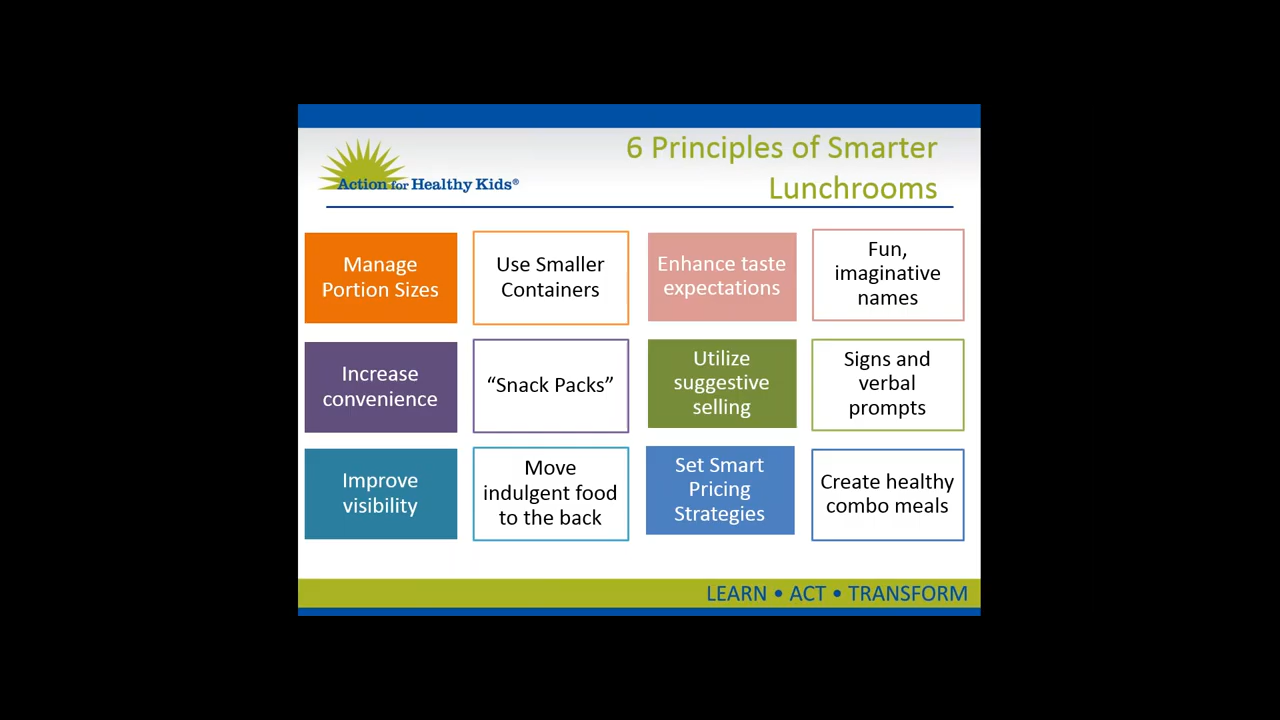 6 Principles of Smarter
Lunchrooms
Action for Healthy Kids®
Manage
Portion Sizes
Use Smaller
Containers
Enhance taste
expectations
Fun,
imaginative
names
Increase
convenience
“Snack Packs”
Utilize
suggestive
selling
Signs and
verbal
prompts
Improve
visibility
Move
indulgent food
to the back
Set Smart
Pricing
Strategies
Create healthy
combo meals
LEARN • ACT • TRANSFORM